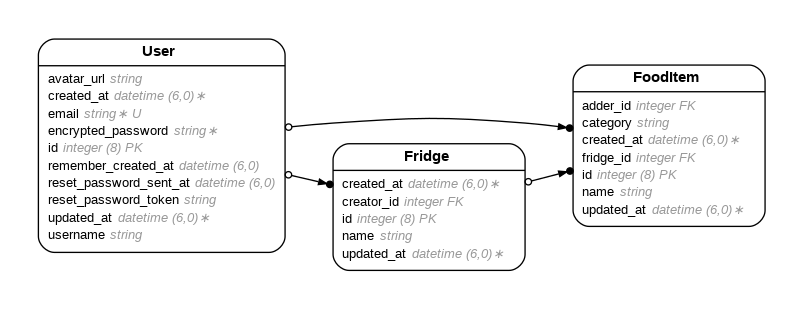 User
avatar_url string
created_at datetime (6,0)∗
email string∗ U
encrypted_password string∗
id integer (8) PK
remember_created_at datetime (6,0)
reset_password_sent_at datetime (6,0)
reset_password_token string
updated_at datetime (6,0)∗
username string
Fridge
created_at datetime (6,0)∗
creator_id integer FK
id integer (8) PK
name string
updated_at datetime (6,0)∗
FoodItem
adder_id integer FK
category string
created_at datetime (6,0)∗
fridge_id integer FK
id integer (8) PK
name string
updated_at datetime (6,0)∗